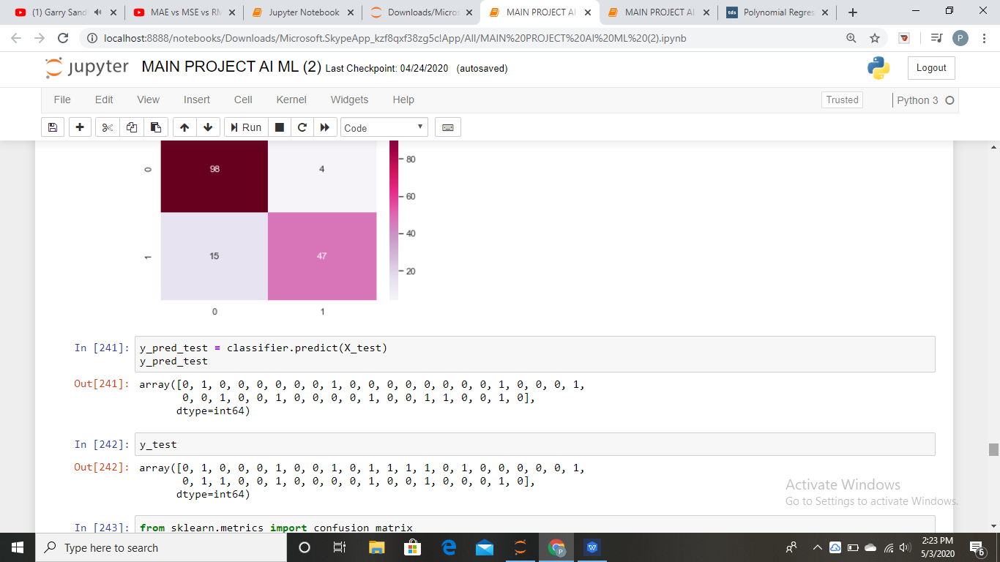 (1) Garry Sand
MAE vs MSE vs RM
Jupyter Notebook
Downloads/Micros
MAIN PROJECT AI
MAIN PROJECT AI
tds Polynomial Regres
localhost:8888/notebooks/Downloads/Microsoft.SkypeApp_kzf8qxf38zg5c!App/All/MAIN%20PROJECT%20AI%20ML%20(2).ipynb
P
jupyter MAIN PROJECT AI ML (2) Last Checkpoint: 04/24/2020 (autosaved)
Logout
File Edit View Insert Cell Kernel Widgets Help
Trusted Python 3
Run Code
80
0 98 4
60
40
1 15 47
20
0 1
In [241]: y_pred_test = classifier.predict(X_test)
y_pred_test
Out[241]: array([0, 1, 0, 0, 0, 0, 0, 0, 1, 0, 0, 0, 0, 0, 0, 0, 0, 1, 0, 0, 0, 1,
0, 0, 1, 0, 0, 1, 0, 0, 0, 0, 1, 0, 0, 1, 1, 0, 0, 1, 0],
dtype=int64)
In [242]: y_test
Out[242]: array([0, 1, 0, 0, 0, 1, 0, 0, 1, 0, 1, 1, 1, 1, 0, 1, 0, 0, 0, 0, 0, 1,
0, 1, 1, 0, 0, 1, 0, 0, 0, 0, 1, 0, 0, 1, 0, 0, 0, 1, 0],
dtype=int64)
Activate Windows
Go to Settings to activate Windows.
In [243]: from sklearn.metrics import confusion_matrix
Type here to search
2:23 PM
5/3/2020
6